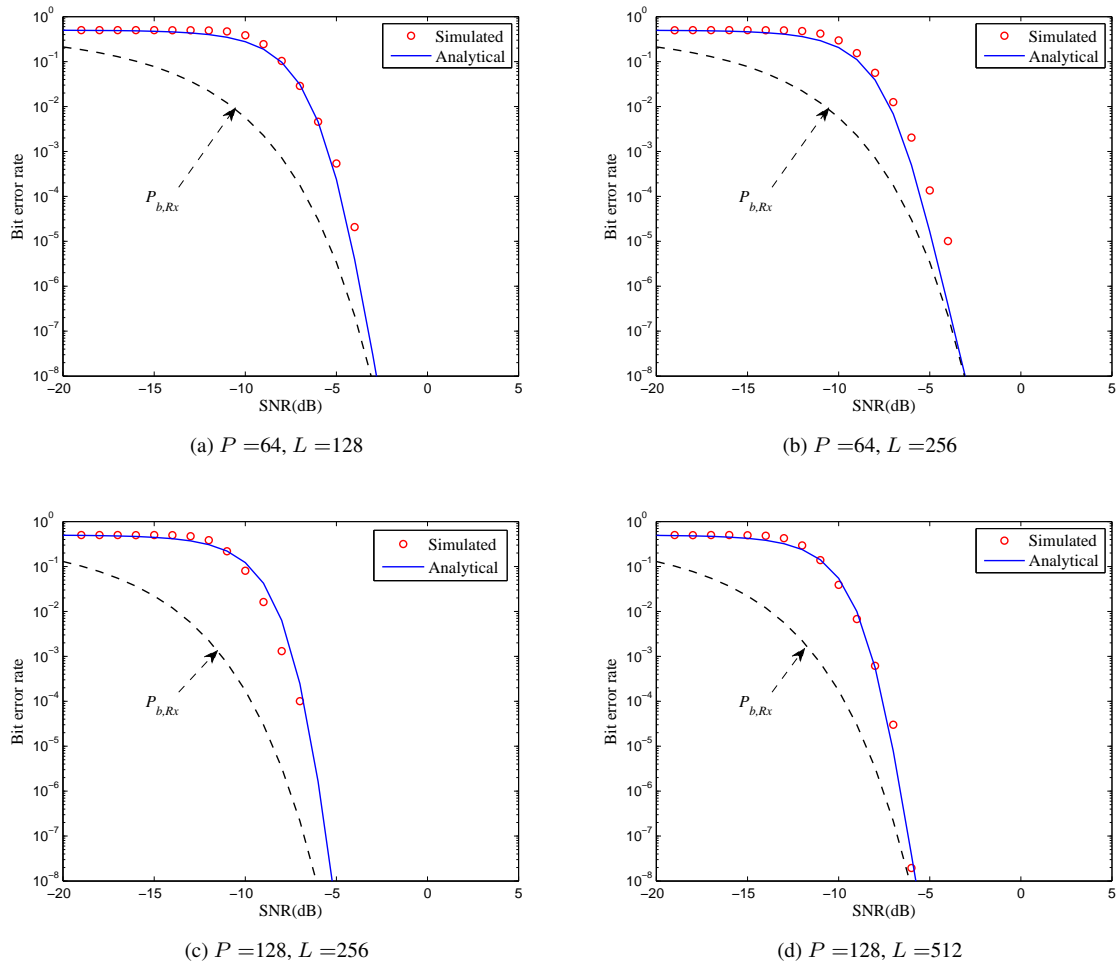 10^0
10^-1
10^-2
10^-3
10^-4
10^-5
10^-6
10^-7
10^-8
Bit error rate
Simulated
Analytical
P_b,Rx
−20 −15 −10 −5 0 5
SNR(dB)
(a) P =64, L =128
10^0
10^-1
10^-2
10^-3
10^-4
10^-5
10^-6
10^-7
10^-8
Bit error rate
Simulated
Analytical
P_b,Rx
−20 −15 −10 −5 0 5
SNR(dB)
(b) P =64, L =256
10^0
10^-1
10^-2
10^-3
10^-4
10^-5
10^-6
10^-7
10^-8
Bit error rate
Simulated
Analytical
P_b,Rx
−20 −15 −10 −5 0 5
SNR(dB)
(c) P =128, L =256
10^0
10^-1
10^-2
10^-3
10^-4
10^-5
10^-6
10^-7
10^-8
Bit error rate
Simulated
Analytical
P_b,Rx
−20 −15 −10 −5 0 5
SNR(dB)
(d) P =128, L =512